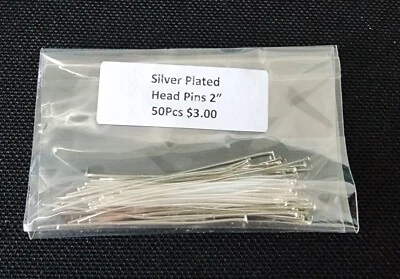 Silver Plated
Head Pins 2”
50Pcs $3.00